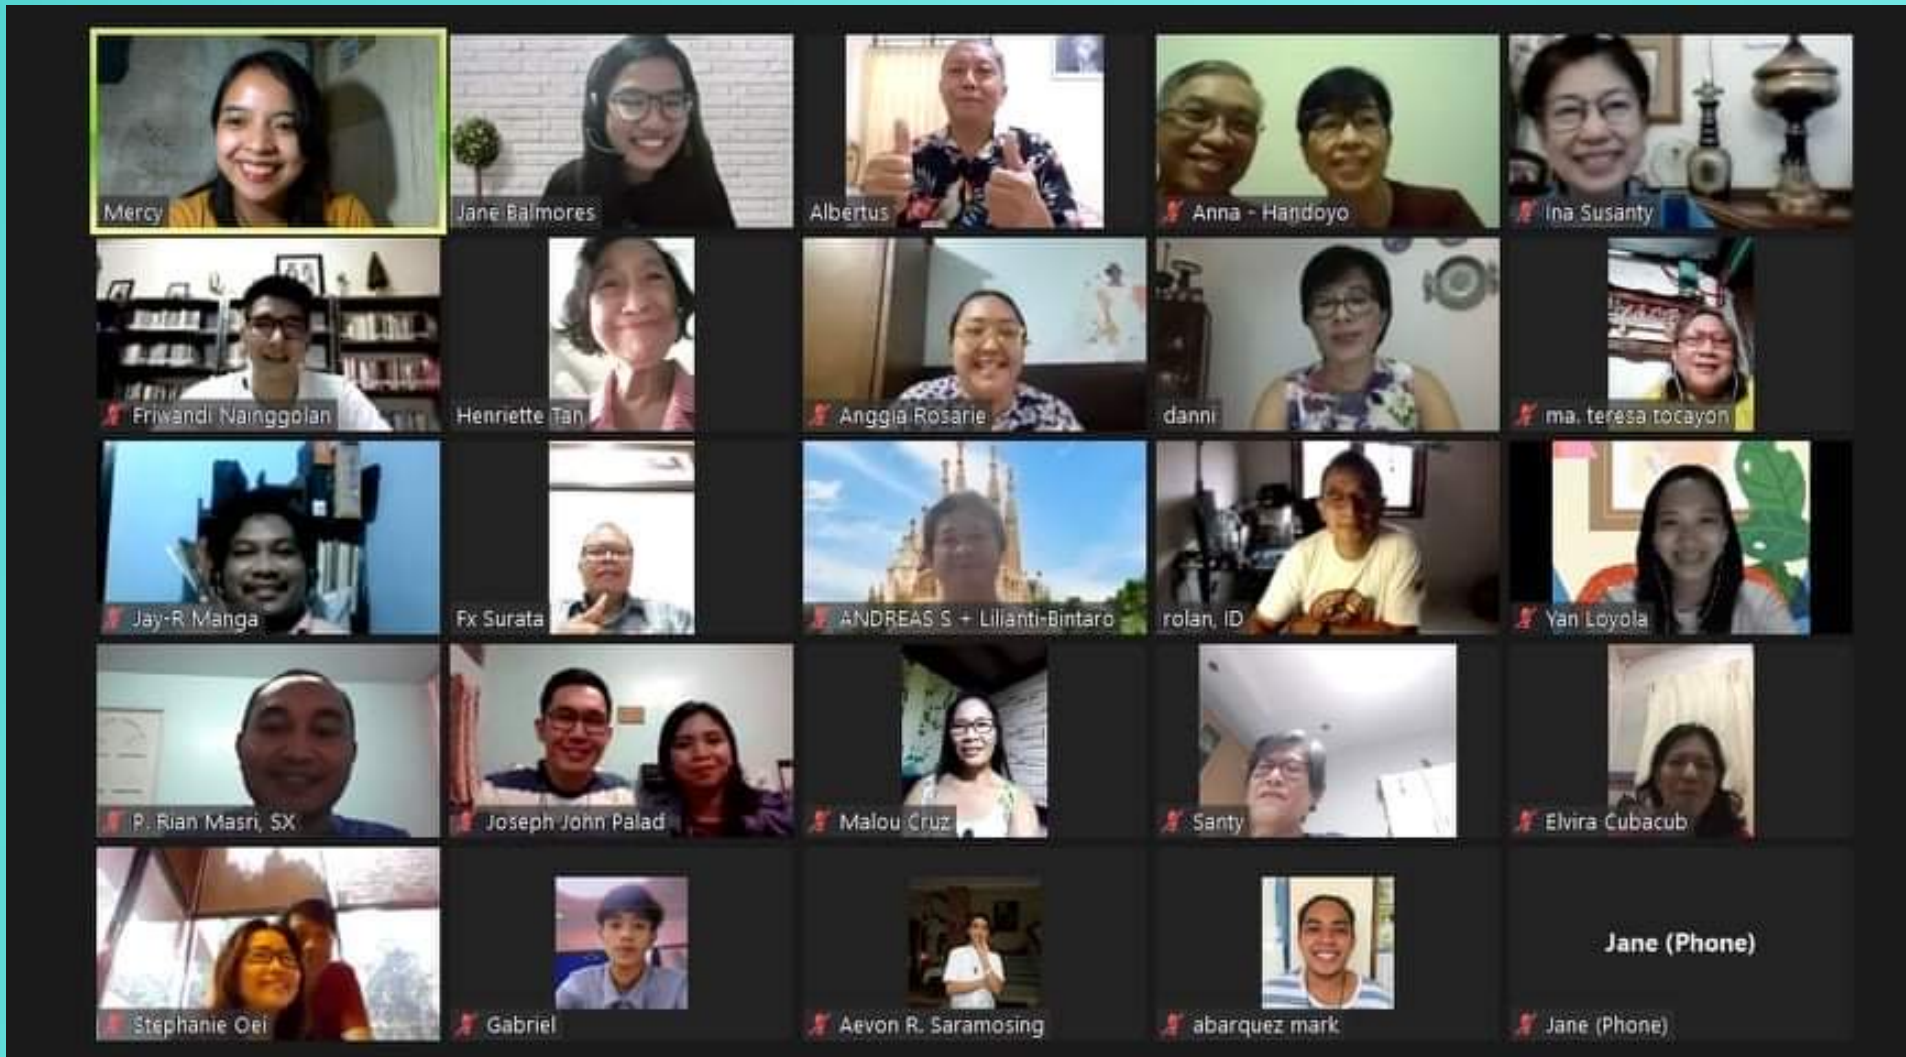 Mercy
Jane Balmores
Albertus
Anna - Handoyo
Ina Susanty
Friwandi Nainggolan
Henriette Tan
Anggia Rosarie
danni
ma. teresa tocayon
Jay-R Manga
Fx Surata
ANDREAS S + Lilianti-Bintaro
rolan, ID
Yan Loyola
P. Rian Masri, SX
Joseph John Palad
Malou Cruz
Santy
Elvira Cubacub
Stephanie Oei
Gabriel
Aevon R. Saramosing
abarquez mark
Jane (Phone)
Jane (Phone)